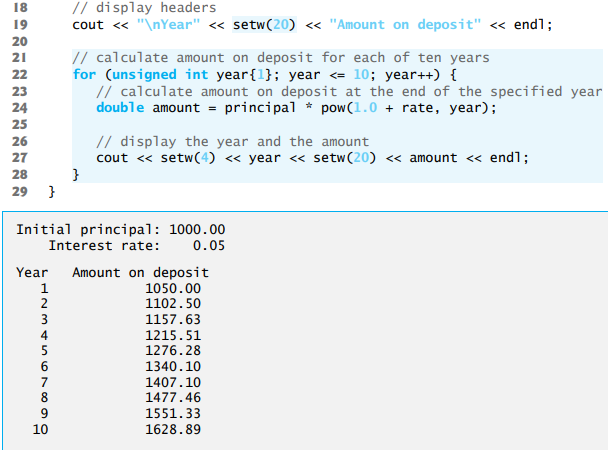 18 // display headers
19 cout << "\nYear" << setw(20) << "Amount on deposit" << endl;
20
21 // calculate amount on deposit for each of ten years
22 for (unsigned int year{1}; year <= 10; year++) {
23 // calculate amount on deposit at the end of the specified year
24 double amount = principal * pow(1.0 + rate, year);
25
26 // display the year and the amount
27 cout << setw(4) << year << setw(20) << amount << endl;
28 }
29 }
Initial principal: 1000.00
Interest rate: 0.05
Year Amount on deposit
1 1050.00
2 1102.50
3 1157.63
4 1215.51
5 1276.28
6 1340.10
7 1407.10
8 1477.46
9 1551.33
10 1628.89